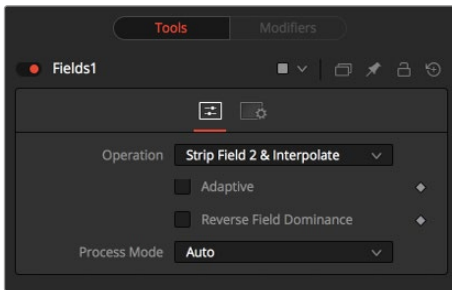 Tools Modifiers
Fields1
Operation Strip Field 2 & Interpolate
Adaptive
Reverse Field Dominance
Process Mode Auto